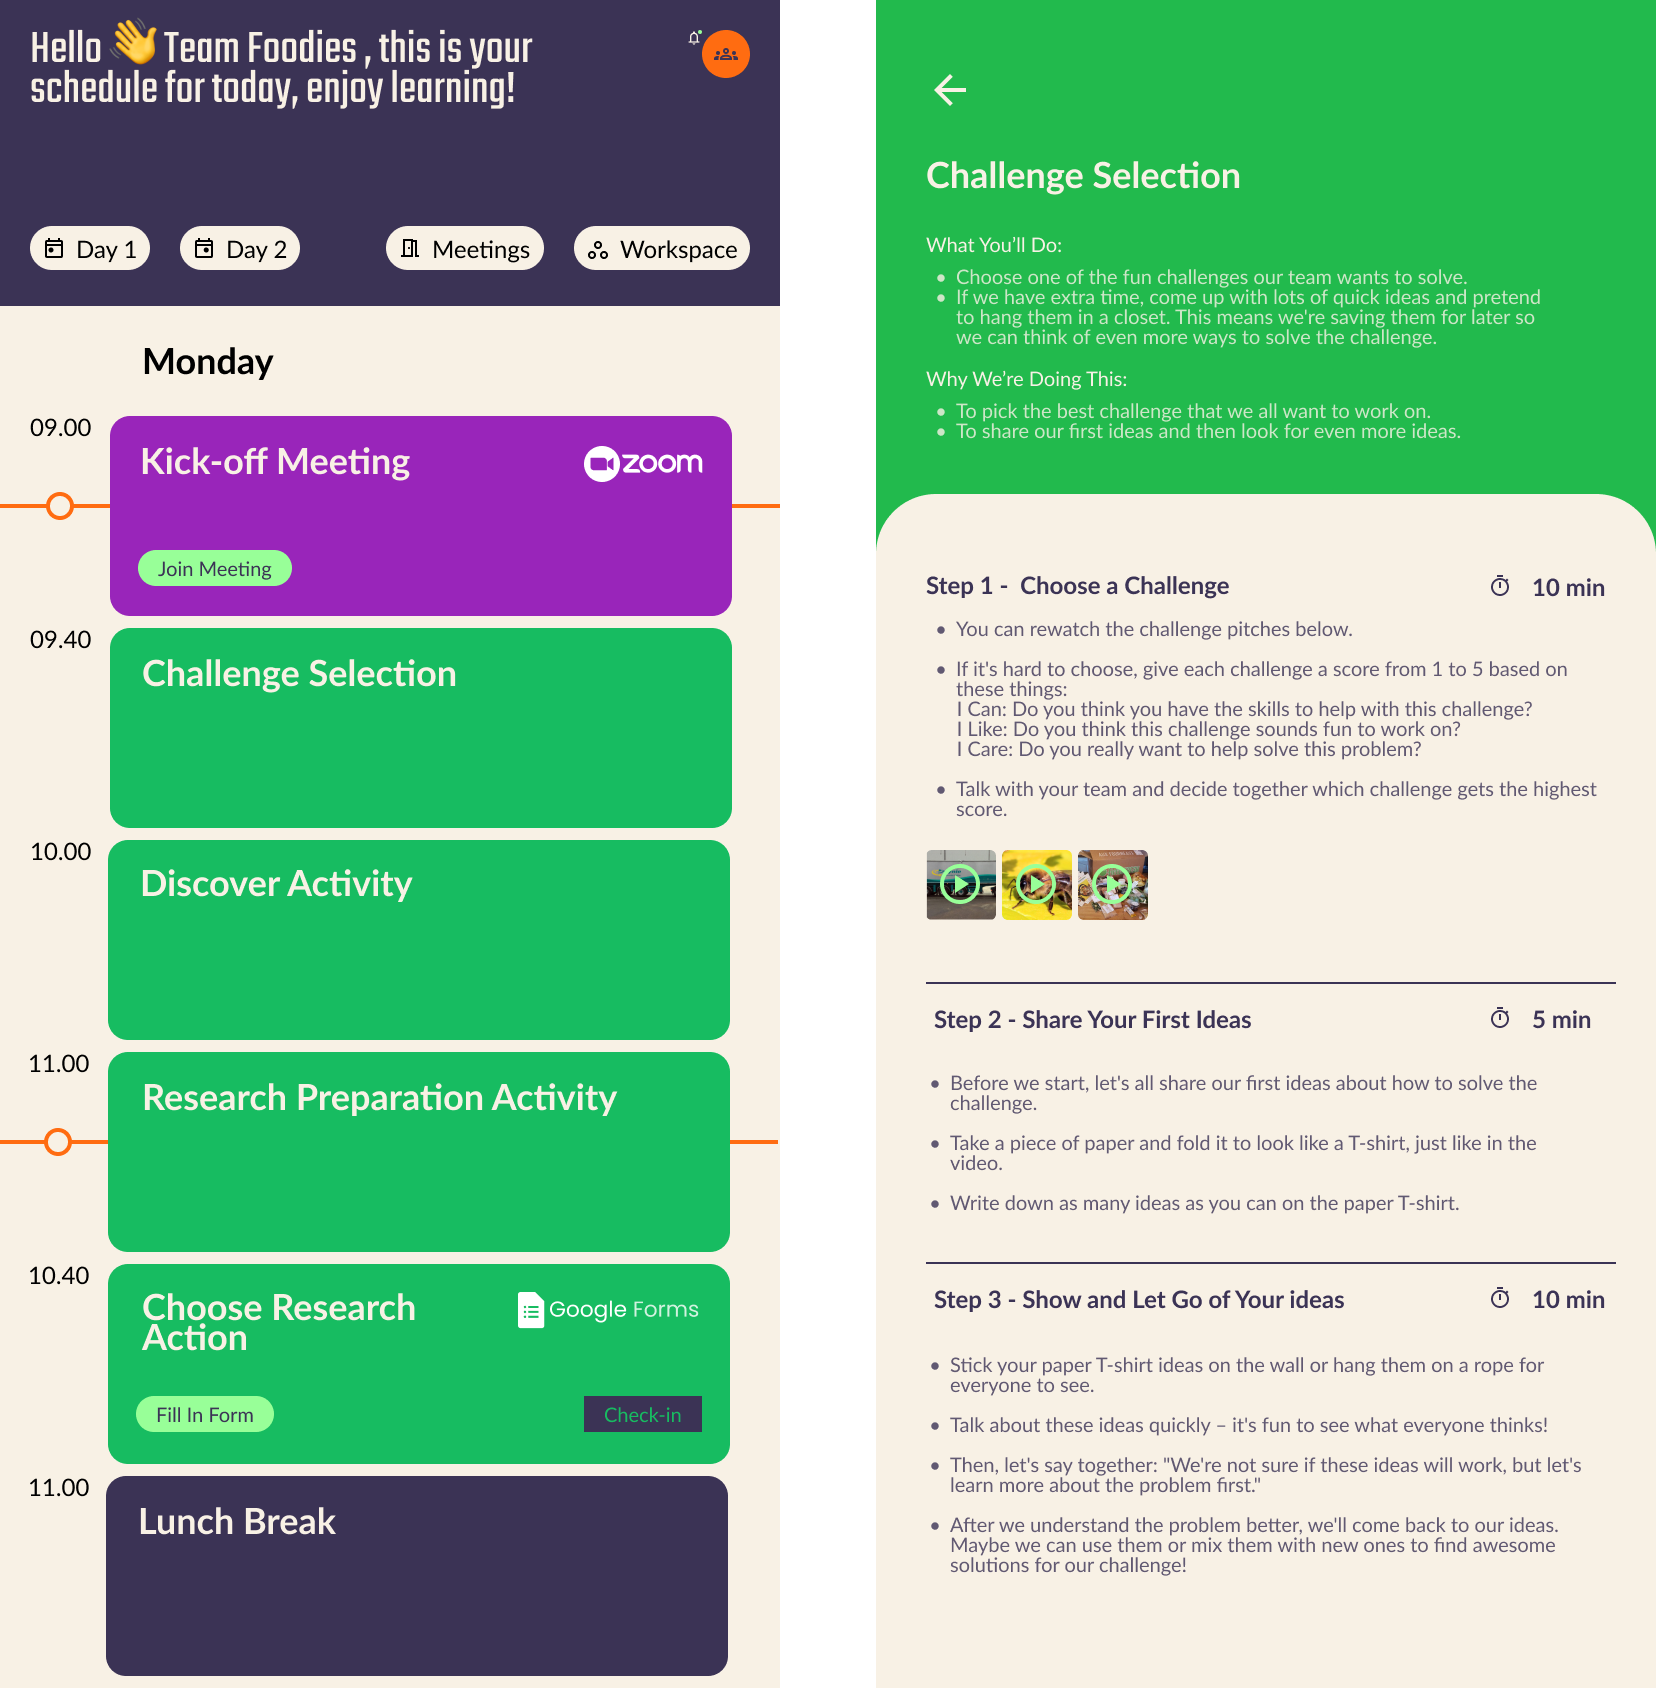 Hello 👋 Team Foodies , this is your
schedule for today, enjoy learning!
Day 1
Day 2
Meetings
Workspace
Monday
09.00
Kick-off Meeting
zoom
Join Meeting
09.40
Challenge Selection
10.00
Discover Activity
11.00
Research Preparation Activity
10.40
Choose Research
Action
Google Forms
Fill In Form
Check-in
11.00
Lunch Break
Challenge Selection
What You’ll Do:
• Choose one of the fun challenges our team wants to solve.
• If we have extra time, come up with lots of quick ideas and pretend
to hang them in a closet. This means we're saving them for later so
we can think of even more ways to solve the challenge.
Why We’re Doing This:
• To pick the best challenge that we all want to work on.
• To share our first ideas and then look for even more ideas.
Step 1 -  Choose a Challenge
10 min
• You can rewatch the challenge pitches below.
• If it's hard to choose, give each challenge a score from 1 to 5 based on
these things:
I Can: Do you think you have the skills to help with this challenge?
I Like: Do you think this challenge sounds fun to work on?
I Care: Do you really want to help solve this problem?
• Talk with your team and decide together which challenge gets the highest
score.
Step 2 - Share Your First Ideas
5 min
• Before we start, let's all share our first ideas about how to solve the
challenge.
• Take a piece of paper and fold it to look like a T-shirt, just like in the
video.
• Write down as many ideas as you can on the paper T-shirt.
Step 3 - Show and Let Go of Your ideas
10 min
• Stick your paper T-shirt ideas on the wall or hang them on a rope for
everyone to see.
• Talk about these ideas quickly – it's fun to see what everyone thinks!
• Then, let's say together: "We're not sure if these ideas will work, but let's
learn more about the problem first."
• After we understand the problem better, we'll come back to our ideas.
Maybe we can use them or mix them with new ones to find awesome
solutions for our challenge!